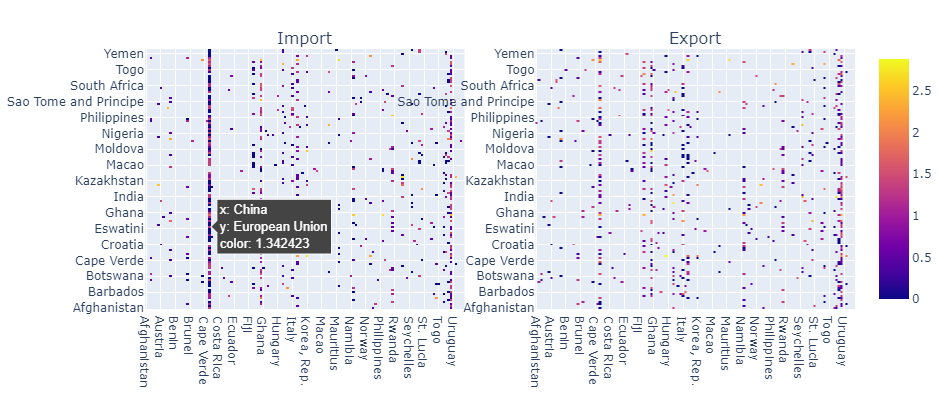 Import
Export
Yemen
Togo
South Africa
Sao Tome and Principe
Philippines
Nigeria
Moldova
Macao
Kazakhstan
India
Ghana
Eswatini
Croatia
Cape Verde
Botswana
Barbados
Afghanistan
x: China
y: European Union
color: 1.342423
Afghanistan
Austria
Benin
Brunei
Cape Verde
Costa Rica
Ecuador
Fiji
Ghana
Hungary
Italy
Korea, Rep.
Macao
Mauritius
Namibia
Norway
Philippines
Rwanda
Seychelles
St. Lucia
Togo
Uruguay
Yemen
Togo
South Africa
Sao Tome and Principe
Philippines
Nigeria
Moldova
Macao
Kazakhstan
India
Ghana
Eswatini
Croatia
Cape Verde
Botswana
Barbados
Afghanistan
Afghanistan
Austria
Benin
Brunei
Cape Verde
Costa Rica
Ecuador
Fiji
Ghana
Hungary
Italy
Korea, Rep.
Macao
Mauritius
Namibia
Norway
Philippines
Rwanda
Seychelles
St. Lucia
Togo
Uruguay
2.5
2
1.5
1
0.5
0